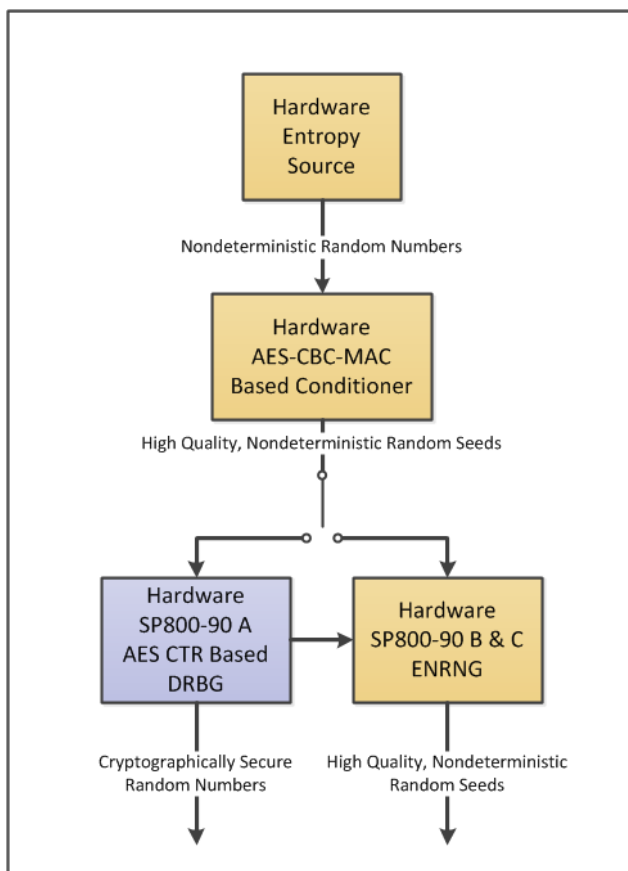 Hardware
Entropy
Source
Nondeterministic Random Numbers
Hardware
AES-CBC-MAC
Based Conditioner
High Quality, Nondeterministic Random Seeds
Hardware
SP800-90 A
AES CTR Based
DRBG
Hardware
SP800-90 B & C
ENRNG
Cryptographically Secure
Random Numbers
High Quality, Nondeterministic
Random Seeds